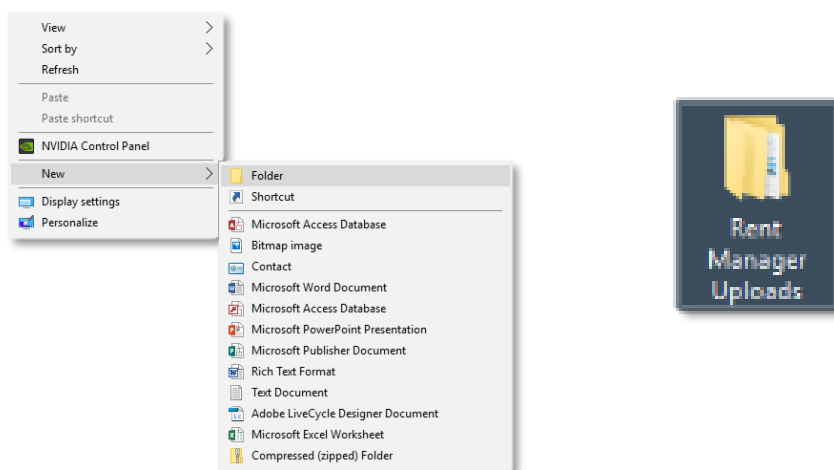 View
Sort by
Refresh
Paste
Paste shortcut
NVIDIA Control Panel
New
Display settings
Personalize
Folder
Shortcut
Microsoft Access Database
Bitmap image
Contact
Microsoft Word Document
Microsoft Access Database
Microsoft PowerPoint Presentation
Microsoft Publisher Document
Rich Text Format
Text Document
Adobe LiveCycle Designer Document
Microsoft Excel Worksheet
Compressed (zipped) Folder
Rent
Manager
Uploads